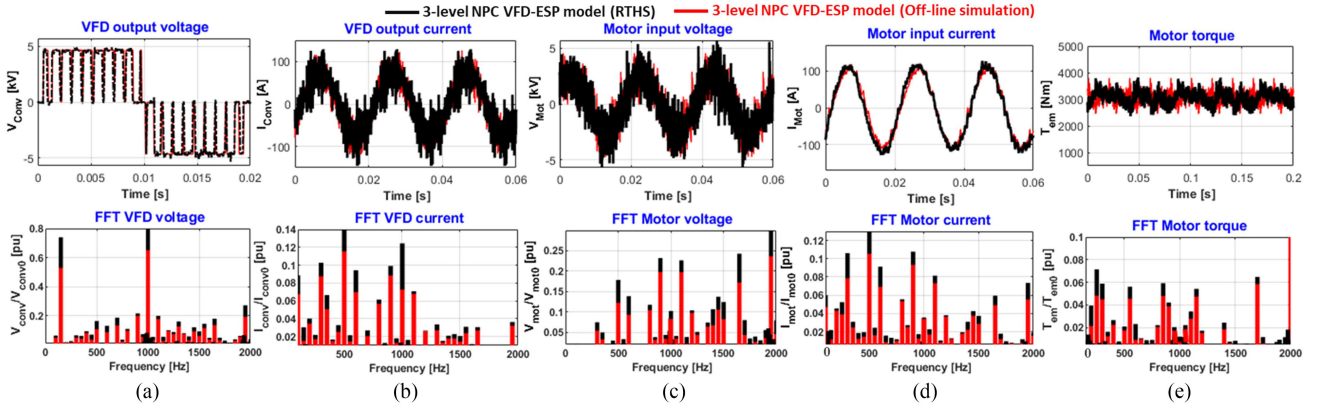 3-level NPC VFD-ESP model (RTHS) 3-level NPC VFD-ESP model (Off-line simulation)
VFD output voltage
V_Conv [kV]
5
0
-5
0 0.005 0.01 0.015 0.02
Time [s]
VFD output current
I_Conv [A]
100
0
-100
0 0.02 0.04 0.06
Time [s]
Motor input voltage
V_Mot [kV]
5
0
-5
0 0.02 0.04 0.06
Time [s]
Motor input current
I_Mot [A]
100
0
-100
0 0.02 0.04 0.06
Time [s]
Motor torque
T_em [Nm]
5000
4000
3000
2000
1000
0 0.05 0.1 0.15 0.2
Time [s]
FFT VFD voltage
V_conv/V_conv0 [pu]
0.8
0.6
0.4
0.2
0 500 1000 1500 2000
Frequency [Hz]
(a)
FFT VFD current
I_conv/I_conv0 [pu]
0.14
0.12
0.1
0.08
0.06
0.04
0.02
500 1000 1500 2000
Frequency [Hz]
(b)
FFT Motor voltage
V_mot/V_mot0 [pu]
0.3
0.25
0.2
0.15
0.1
0.05
0 500 1000 1500 2000
Frequency [Hz]
(c)
FFT Motor current
I_mot/I_mot0 [pu]
0.12
0.1
0.08
0.06
0.04
0.02
0 500 1000 1500 2000
Frequency [Hz]
(d)
FFT Motor torque
T_em/T_em0 [pu]
0.1
0.08
0.06
0.04
0.02
0 500 1000 1500 2000
Frequency [Hz]
(e)